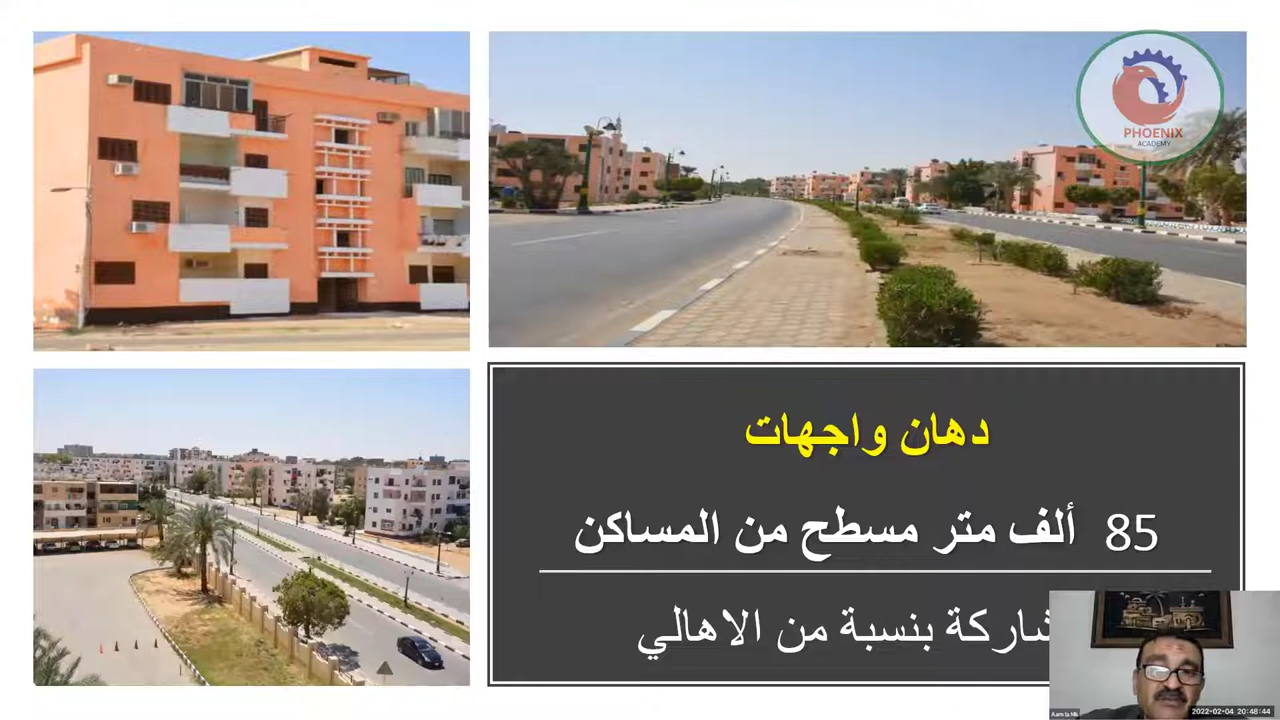 PHOENIX
ACADEMY
دهان واجهات
85 ألف متر مسطح من المساكن
بنسبة من الاهالي
2022-02-04 20:48:44